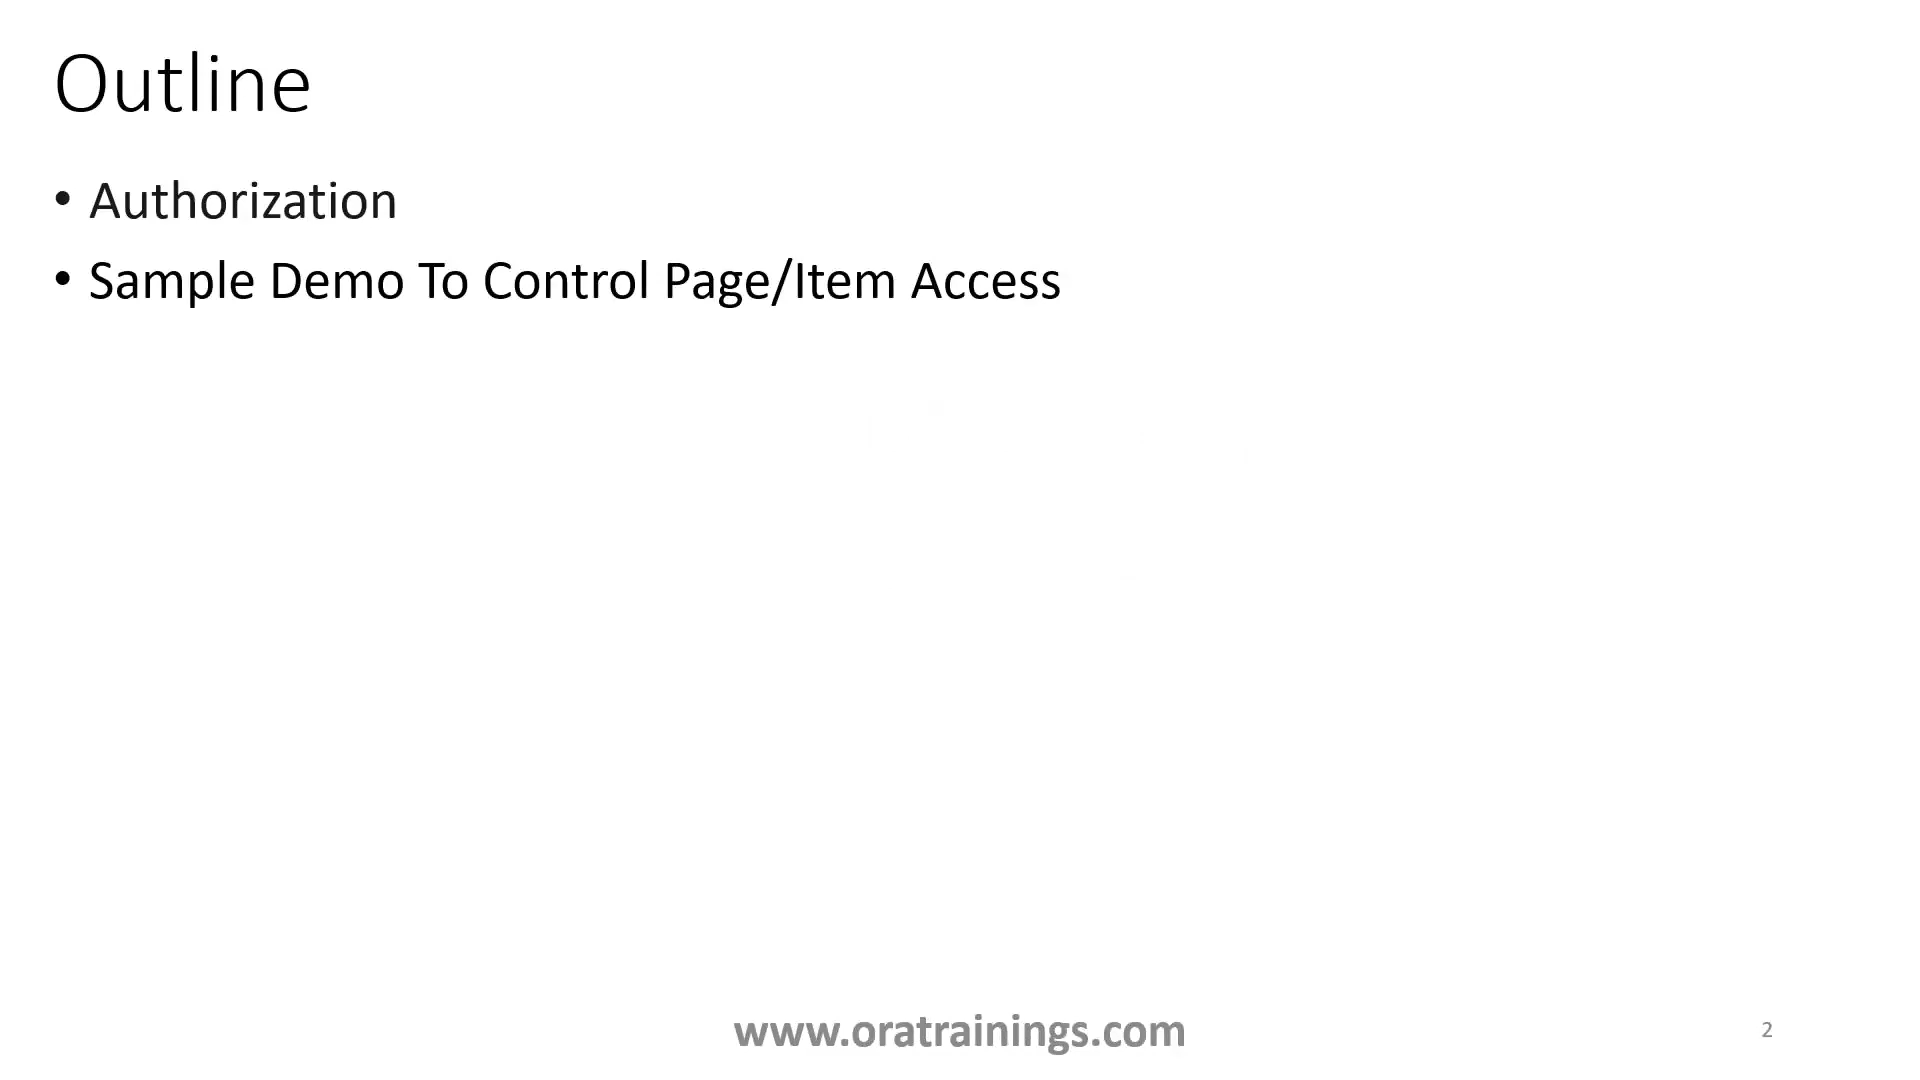 Outline
• Authorization
• Sample Demo To Control Page/Item Access
www.oratrainings.com
2